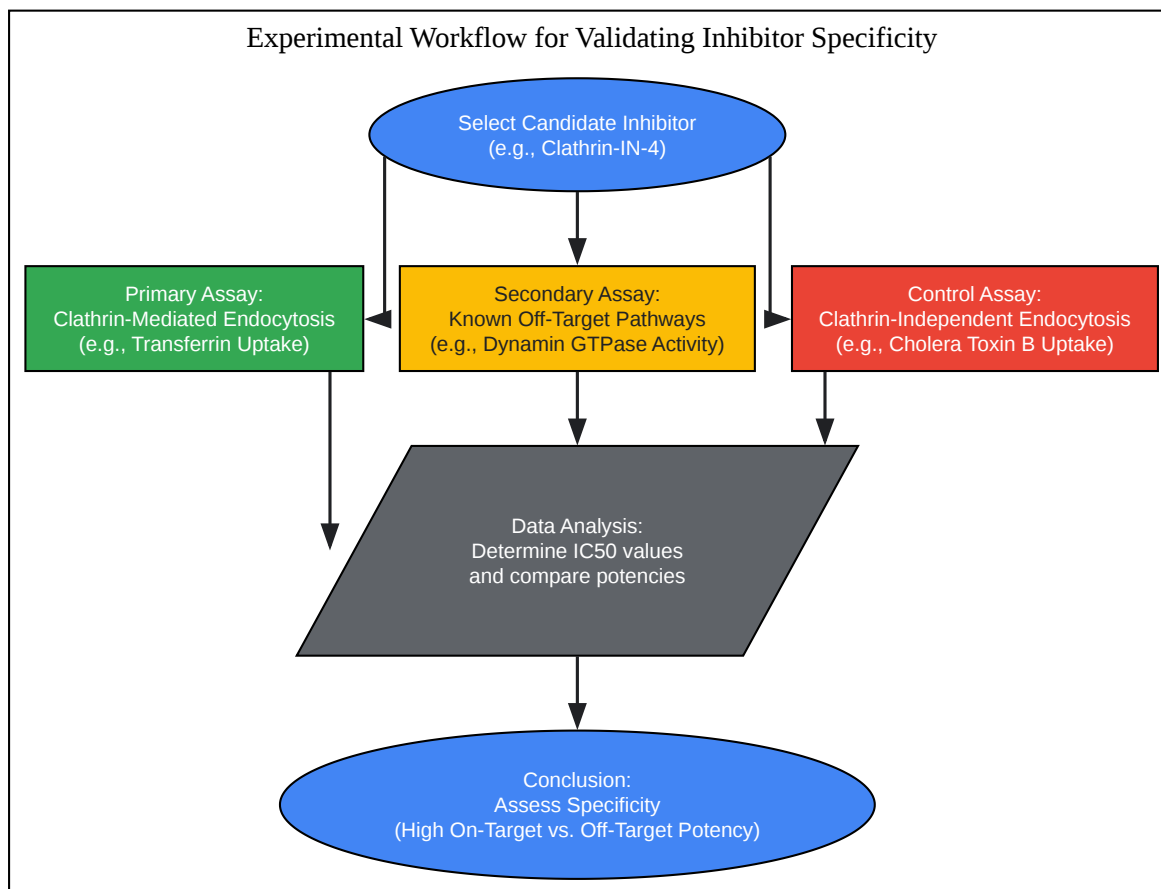 Experimental Workflow for Validating Inhibitor Specificity
Select Candidate Inhibitor
(e.g., Clathrin-IN-4)
Primary Assay:
Clathrin-Mediated Endocytosis
(e.g., Transferrin Uptake)
Secondary Assay:
Known Off-Target Pathways
(e.g., Dynamin GTPase Activity)
Control Assay:
Clathrin-Independent Endocytosis
(e.g., Cholera Toxin B Uptake)
Data Analysis:
Determine IC50 values
and compare potencies
Conclusion:
Assess Specificity
(High On-Target vs. Off-Target Potency)